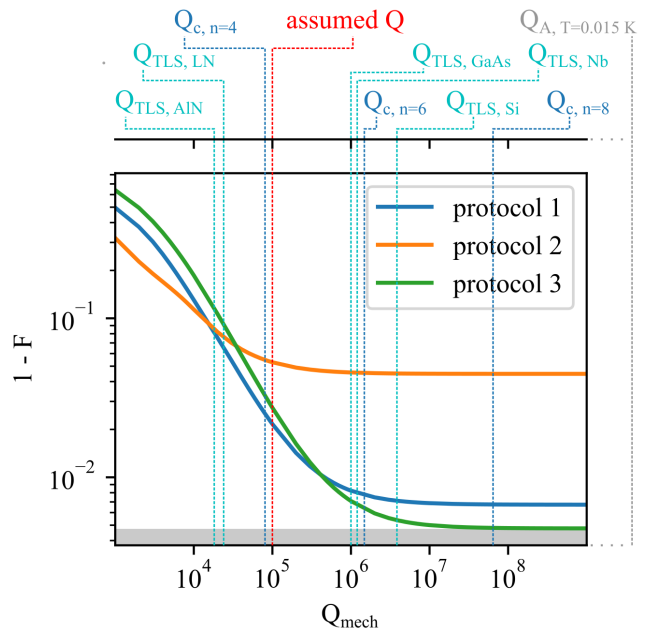 Q_c, n=4
assumed Q
Q_A, T=0.015 K
Q_TLS, LN
Q_TLS, GaAs
Q_TLS, Nb
Q_TLS, AlN
Q_c, n=6
Q_TLS, Si
Q_c, n=8
protocol 1
protocol 2
protocol 3
10^-1
10^-2
1 - F
10^4
10^5
10^6
10^7
10^8
Q_mech